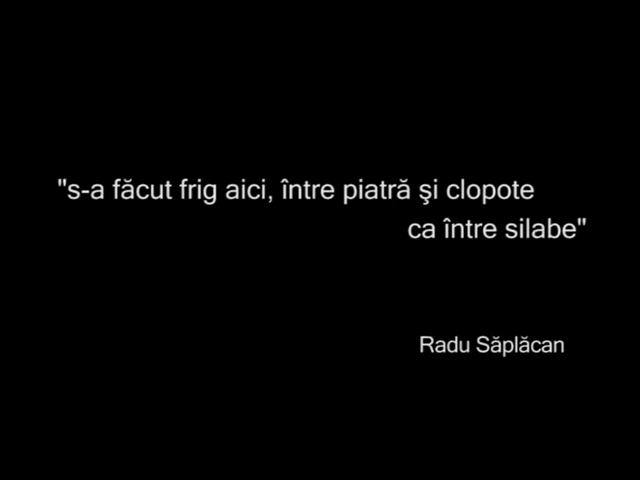 "s-a făcut frig aici, între piatră şi clopote
ca între silabe"
Radu Săplăcan